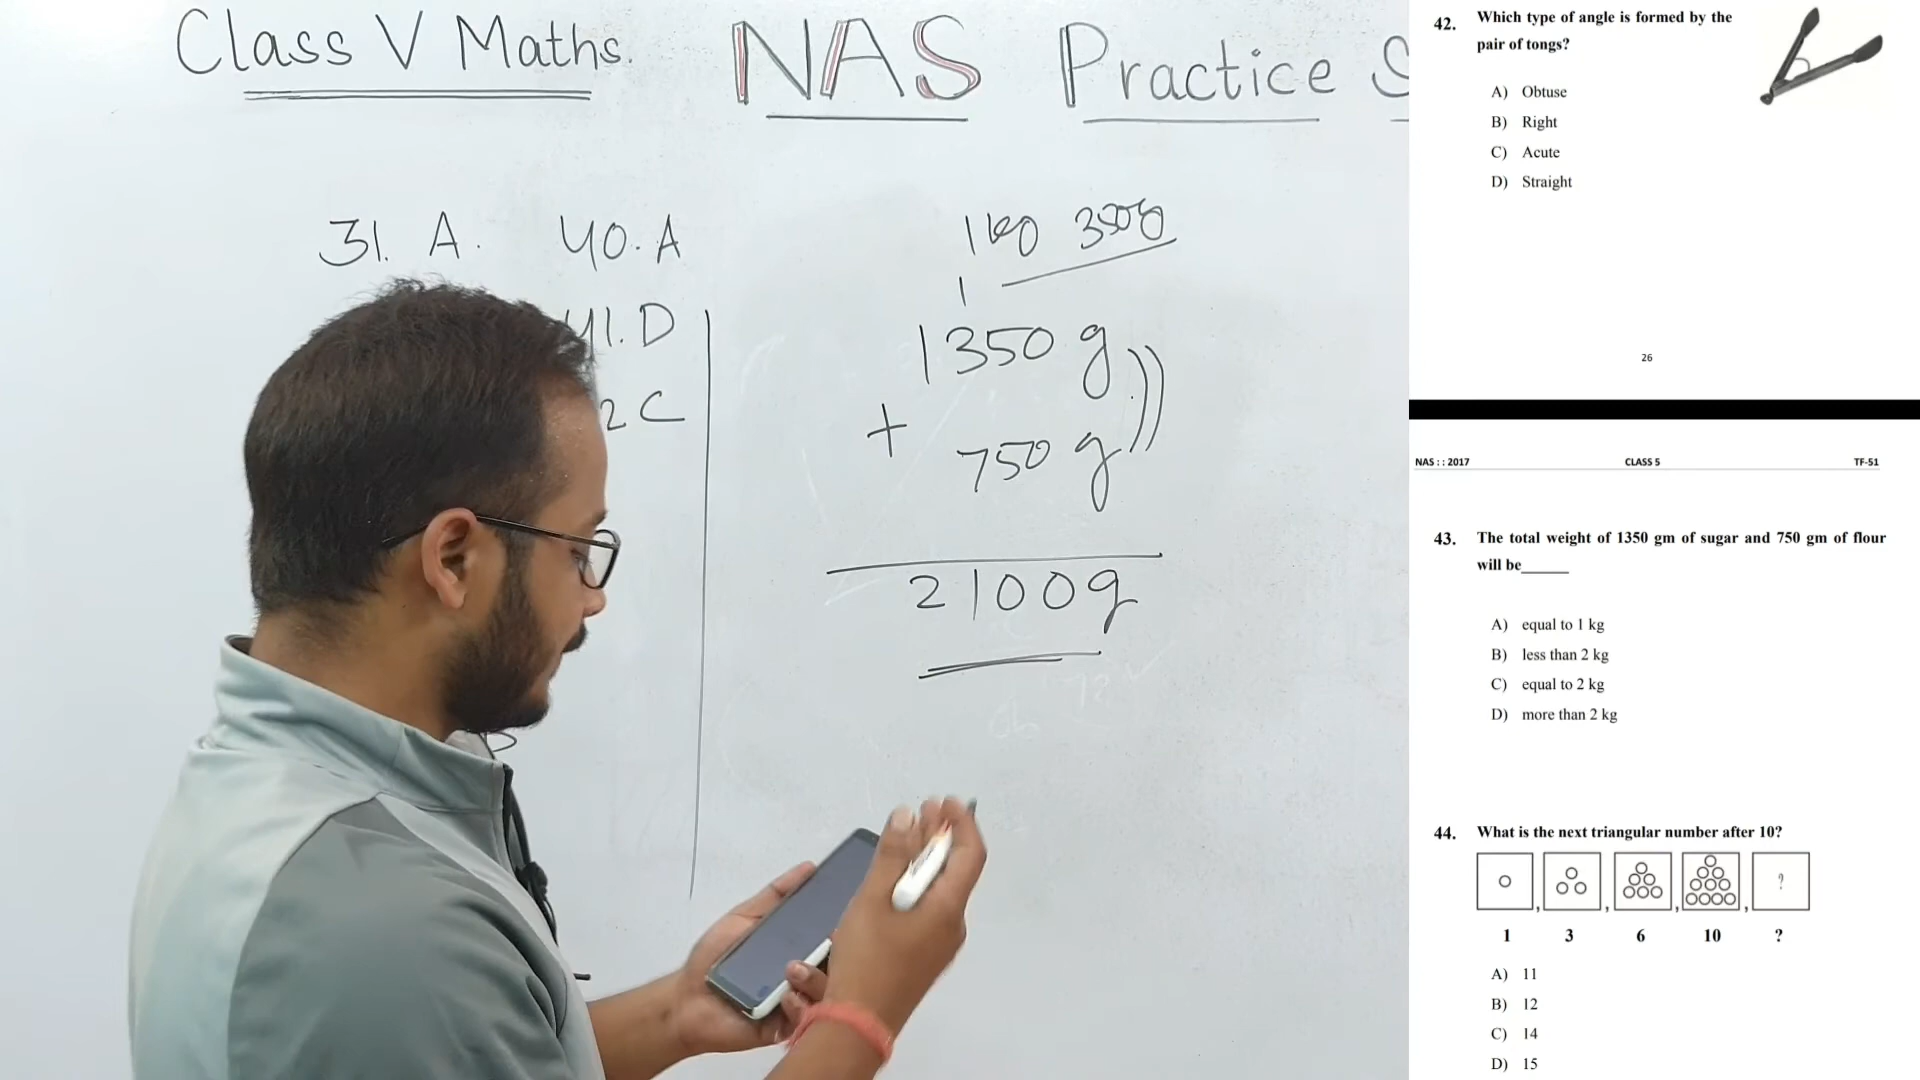 Class V Maths. NAS Practice S
31. A. 40. A
41. D
2 C
1 kg 350g
1
1350 g
+ 750 g
2100g
42. Which type of angle is formed by the
pair of tongs?
A) Obtuse
B) Right
C) Acute
D) Straight
26
NAS : : 2017 CLASS 5 TF-51
43. The total weight of 1350 gm of sugar and 750 gm of flour
will be______
A) equal to 1 kg
B) less than 2 kg
C) equal to 2 kg
D) more than 2 kg
44. What is the next triangular number after 10?
, , , , ?
1 3 6 10 ?
A) 11
B) 12
C) 14
D) 15